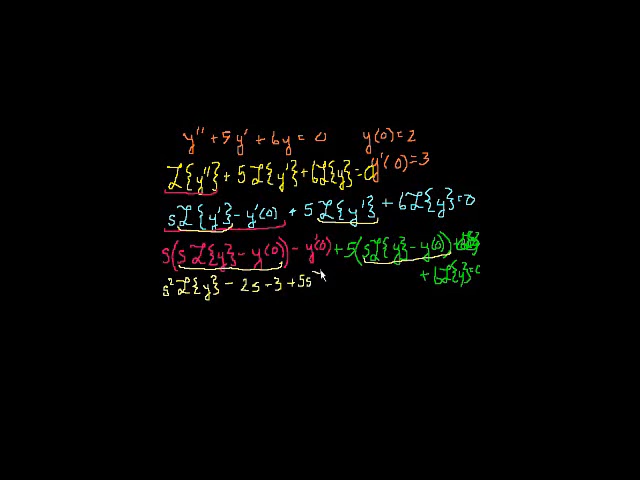 y'' + 5y' + 6y = 0 y(0)=2
y'(0)=3
ℒ{y''} + 5ℒ{y'} + 6ℒ{y} = 0
sℒ{y'} - y'(0) + 5ℒ{y'} + 6ℒ{y} = 0
s(sℒ{y} - y(0)) - y'(0) + 5(sℒ{y} - y(0))
+ 6ℒ{y} = 0
s²ℒ{y} - 2s - 3 + 5s